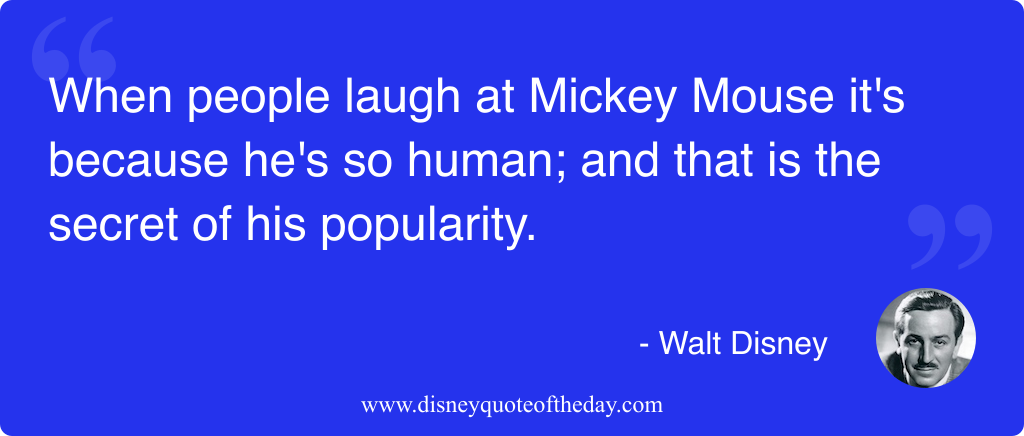 When people laugh at Mickey Mouse it's
because he's so human; and that is the
secret of his popularity.
- Walt Disney
www.disneyquoteoftheday.com